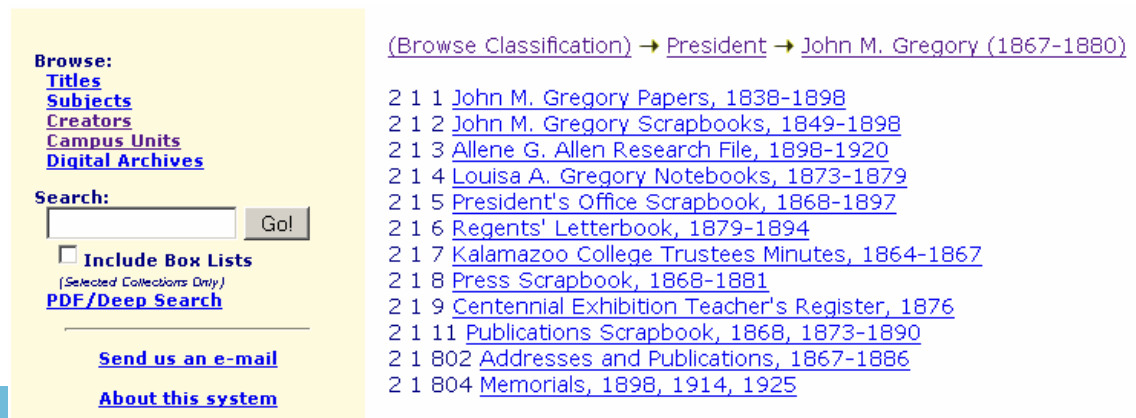 Browse:
Titles
Subjects
Creators
Campus Units
Digital Archives
Search:
Go!
Include Box Lists
(Selected Collections Only)
PDF/Deep Search
Send us an e-mail
About this system
(Browse Classification) → President → John M. Gregory (1867-1880)
2 1 1 John M. Gregory Papers, 1838-1898
2 1 2 John M. Gregory Scrapbooks, 1849-1898
2 1 3 Allene G. Allen Research File, 1898-1920
2 1 4 Louisa A. Gregory Notebooks, 1873-1879
2 1 5 President's Office Scrapbook, 1868-1897
2 1 6 Regents' Letterbook, 1879-1894
2 1 7 Kalamazoo College Trustees Minutes, 1864-1867
2 1 8 Press Scrapbook, 1868-1881
2 1 9 Centennial Exhibition Teacher's Register, 1876
2 1 11 Publications Scrapbook, 1868, 1873-1890
2 1 802 Addresses and Publications, 1867-1886
2 1 804 Memorials, 1898, 1914, 1925